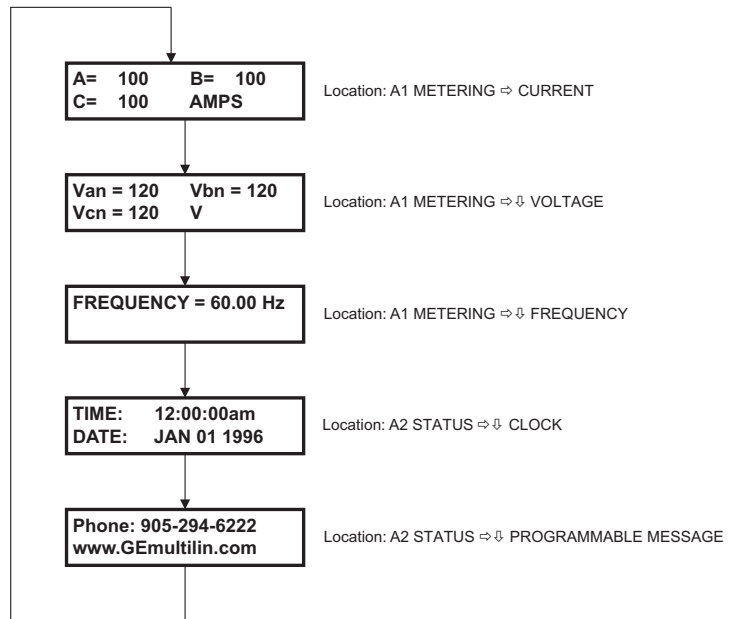 A= 100 B= 100
C= 100 AMPS
Location: A1 METERING ⇨ CURRENT
Van = 120 Vbn = 120
Vcn = 120 V
Location: A1 METERING ⇨⇩ VOLTAGE
FREQUENCY = 60.00 Hz
Location: A1 METERING ⇨⇩ FREQUENCY
TIME: 12:00:00am
DATE: JAN 01 1996
Location: A2 STATUS ⇨⇩ CLOCK
Phone: 905-294-6222
www.GEmultilin.com
Location: A2 STATUS ⇨⇩ PROGRAMMABLE MESSAGE